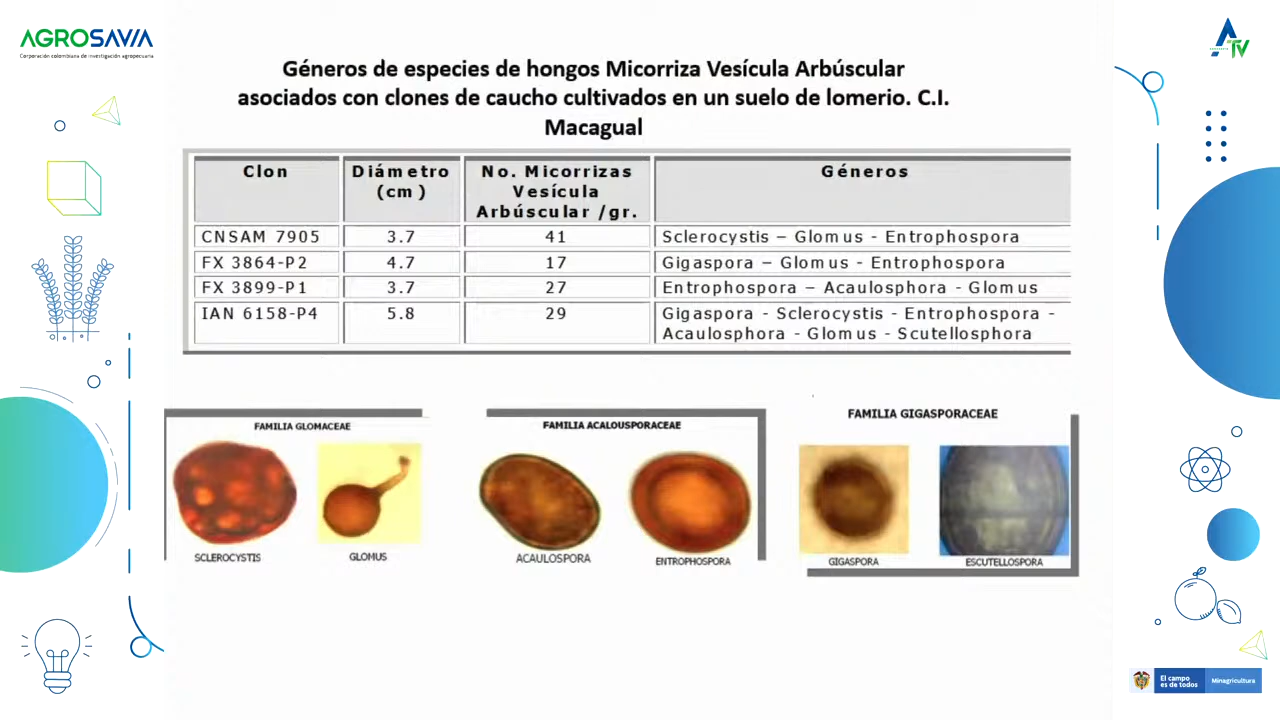 AGROSAVIA
Corporación colombiana de investigación agropecuaria
TV
Géneros de especies de hongos Micorriza Vesícula Arbúscular
asociados con clones de caucho cultivados en un suelo de lomerio. C.I.
Macagual
Clon
Diámetro
(cm)
No. Micorrizas
Vesícula
Arbúscular /gr.
Géneros
CNSAM 7905
3.7
41
Sclerocystis – Glomus - Entrophospora
FX 3864-P2
4.7
17
Gigaspora – Glomus - Entrophospora
FX 3899-P1
3.7
27
Entrophospora – Acaulosphora - Glomus
IAN 6158-P4
5.8
29
Gigaspora - Sclerocystis - Entrophospora -
Acaulosphora - Glomus - Scutellosphora
FAMILIA GLOMACEAE
SCLEROCYSTIS
GLOMUS
FAMILIA ACALOUSPORACEAE
ACAULOSPORA
ENTROPHOSPORA
FAMILIA GIGASPORACEAE
GIGASPORA
ESCUTELLOSPORA
El campo
es de todos
Minagricultura